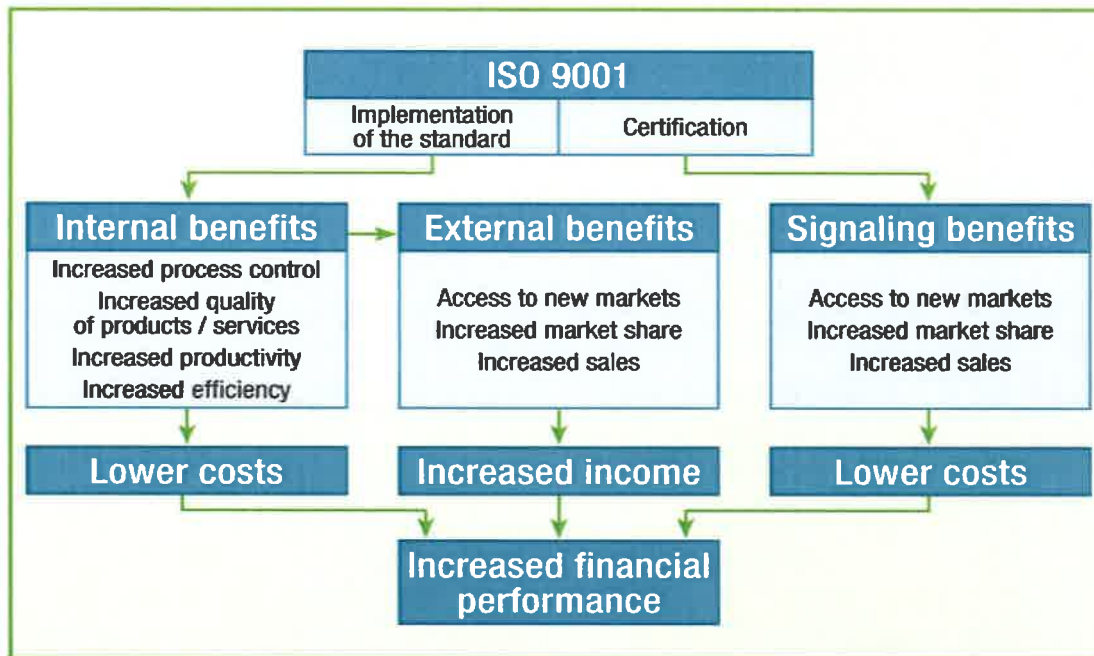 ISO 9001
Implementation
of the standard
Certification
Internal benefits
Increased process control
Increased quality
of products / services
Increased productivity
Increased efficiency
External benefits
Access to new markets
Increased market share
Increased sales
Signaling benefits
Access to new markets
Increased market share
Increased sales
Lower costs
Increased income
Lower costs
Increased financial
performance